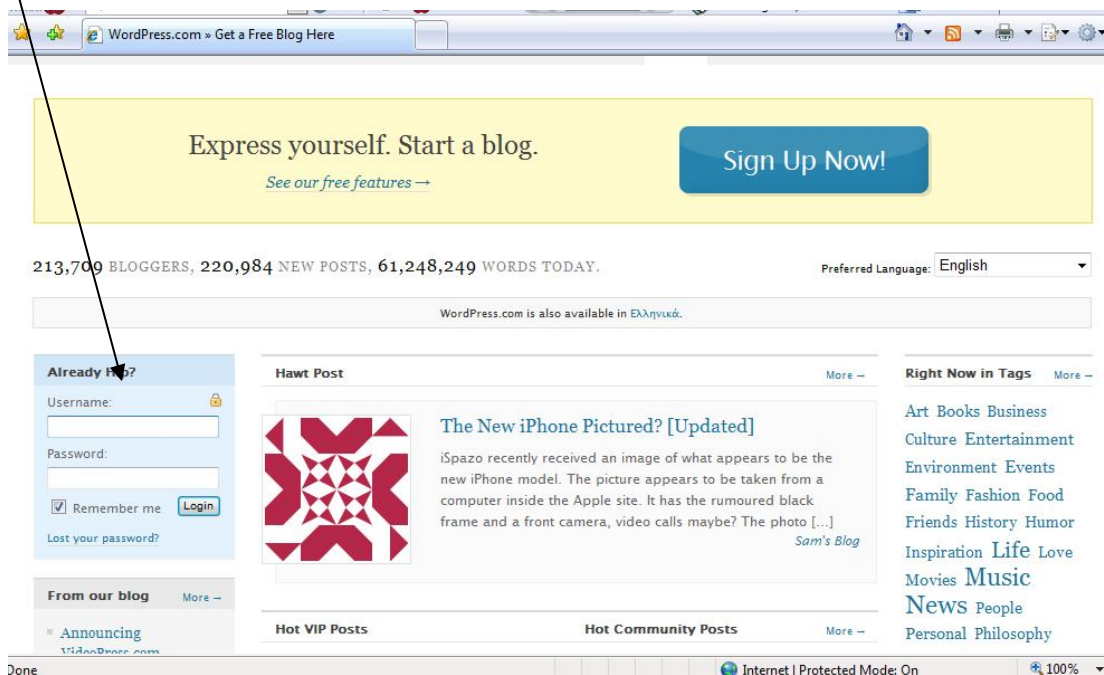 WordPress.com » Get a Free Blog Here
Express yourself. Start a blog.
See our free features →
Sign Up Now!
213,709 BLOGGERS, 220,984 NEW POSTS, 61,248,249 WORDS TODAY.
Preferred Language: English
WordPress.com is also available in Ελληνικά.
Already
Username:
Password:
Remember me Login
Lost your password?
From our blog More →
Announcing
VideoPress.com
Hawt Post More →
The New iPhone Pictured? [Updated]
iSpazo recently received an image of what appears to be the
new iPhone model. The picture appears to be taken from a
computer inside the Apple site. It has the rumoured black
frame and a front camera, video calls maybe? The photo [...]
Sam's Blog
Hot VIP Posts Hot Community Posts More →
Right Now in Tags More →
Art Books Business
Culture Entertainment
Environment Events
Family Fashion Food
Friends History Humor
Inspiration Life Love
Movies Music
News People
Personal Philosophy
Done Internet | Protected Mode: On 100%